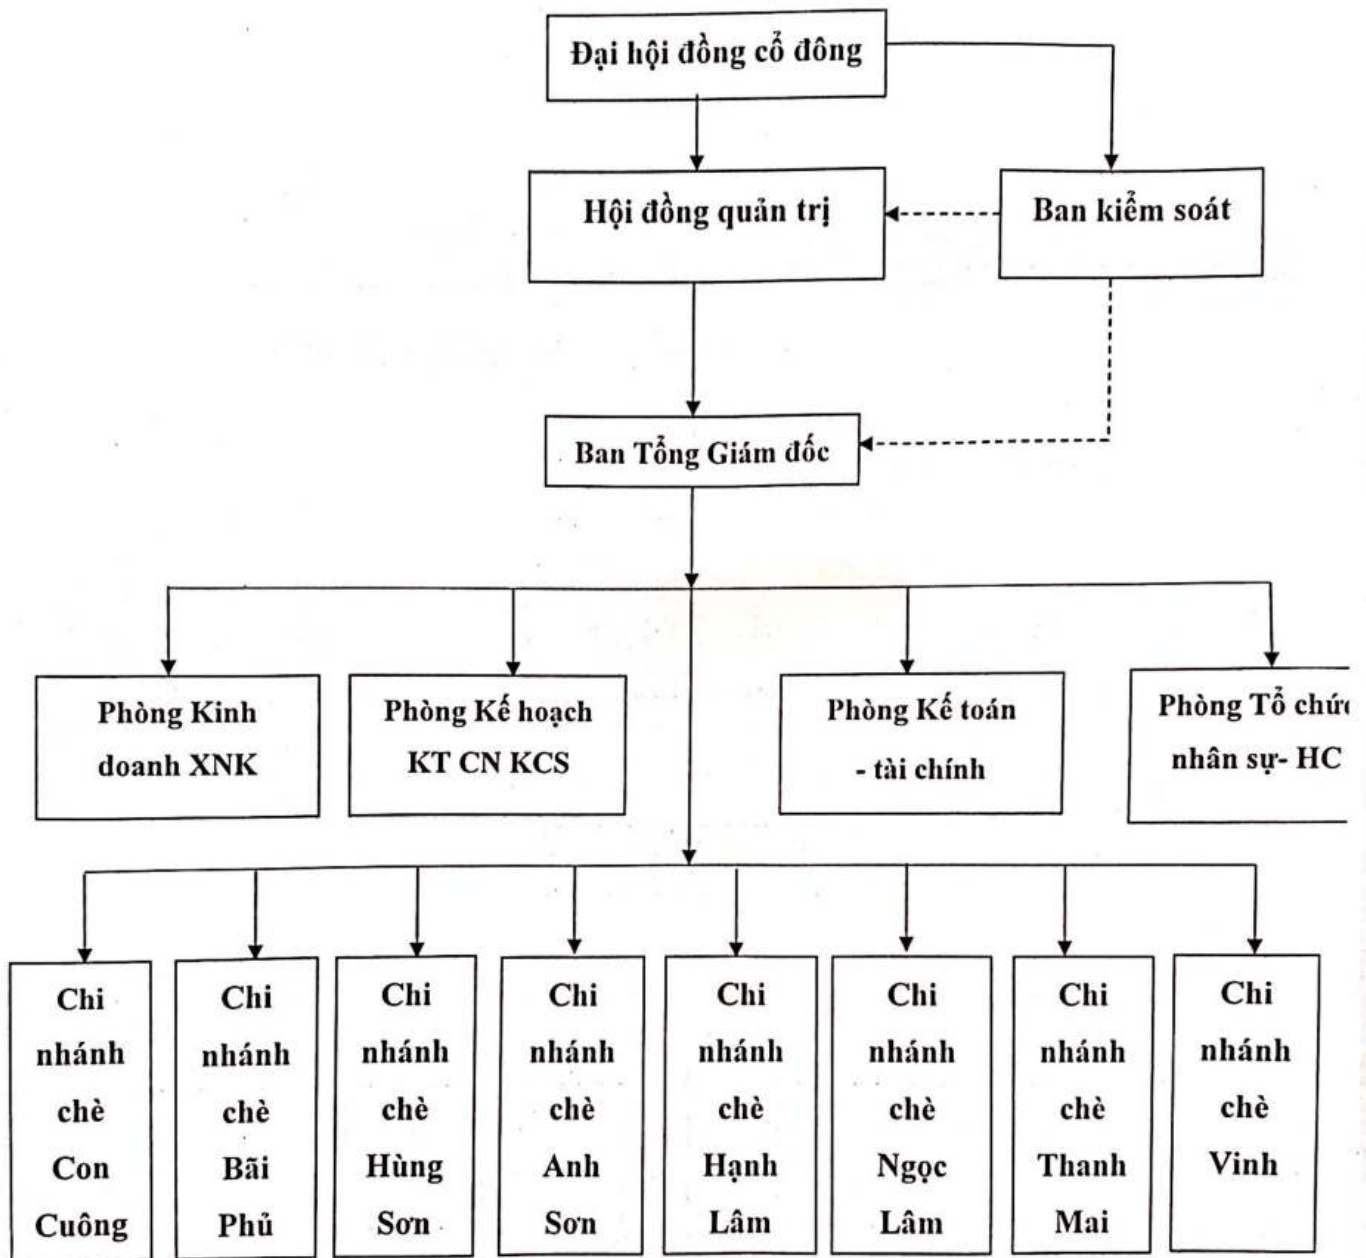 Đại hội đồng cổ đông
Hội đồng quản trị
Ban kiểm soát
Ban Tổng Giám đốc
Phòng Kinh
doanh XNK
Phòng Kế hoạch
KT CN KCS
Phòng Kế toán
- tài chính
Phòng Tổ chức
nhân sự- HC
Chi
nhánh
chè
Con
Cuông
Chi
nhánh
chè
Bãi
Phủ
Chi
nhánh
chè
Hùng
Sơn
Chi
nhánh
chè
Anh
Sơn
Chi
nhánh
chè
Hạnh
Lâm
Chi
nhánh
chè
Ngọc
Lâm
Chi
nhánh
chè
Thanh
Mai
Chi
nhánh
chè
Vinh